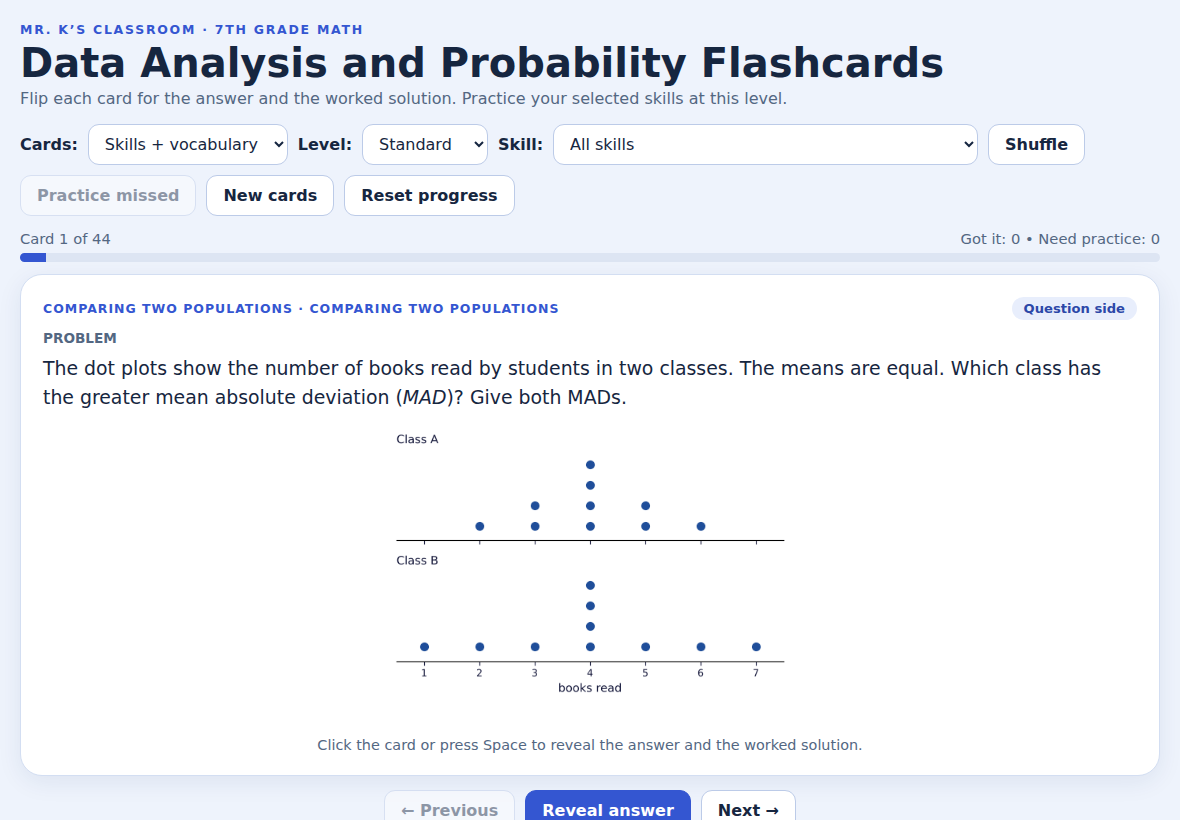 MR. K’S CLASSROOM · 7TH GRADE MATH
Data Analysis and Probability Flashcards
Flip each card for the answer and the worked solution. Practice your selected skills at this level.
Cards: Skills + vocabulary Level: Standard Skill: All skills Shuffle
Practice missed New cards Reset progress
Card 1 of 44 Got it: 0 • Need practice: 0
COMPARING TWO POPULATIONS · COMPARING TWO POPULATIONS Question side
PROBLEM
The dot plots show the number of books read by students in two classes. The means are equal. Which class has
the greater mean absolute deviation (MAD)? Give both MADs.
Class A
Class B
1 2 3 4 5 6 7
books read
Click the card or press Space to reveal the answer and the worked solution.
← Previous Reveal answer Next →